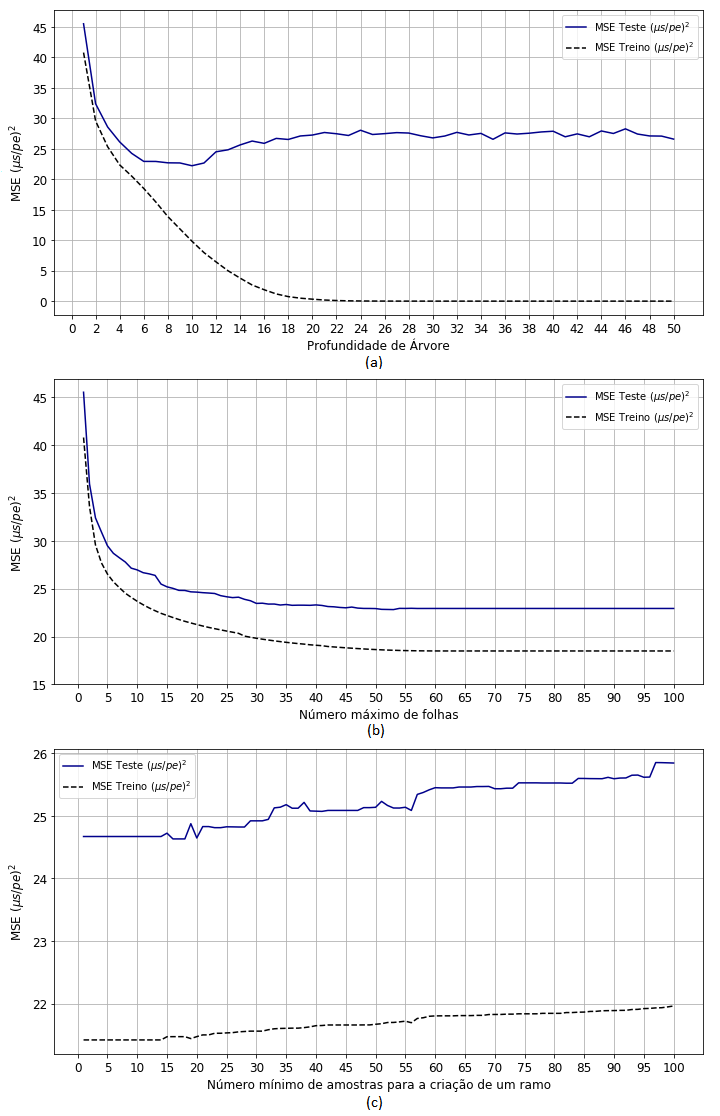 MSE Teste (μs/pe)²
MSE Treino (μs/pe)²
MSE (μs/pe)²
45
40
35
30
25
20
15
10
5
0
0 2 4 6 8 10 12 14 16 18 20 22 24 26 28 30 32 34 36 38 40 42 44 46 48 50
Profundidade de Árvore
(a)
MSE Teste (μs/pe)²
MSE Treino (μs/pe)²
MSE (μs/pe)²
45
40
35
30
25
20
15
0 5 10 15 20 25 30 35 40 45 50 55 60 65 70 75 80 85 90 95 100
Número máximo de folhas
(b)
MSE Teste (μs/pe)²
MSE Treino (μs/pe)²
MSE (μs/pe)²
26
25
24
23
22
0 5 10 15 20 25 30 35 40 45 50 55 60 65 70 75 80 85 90 95 100
Número mínimo de amostras para a criação de um ramo
(c)